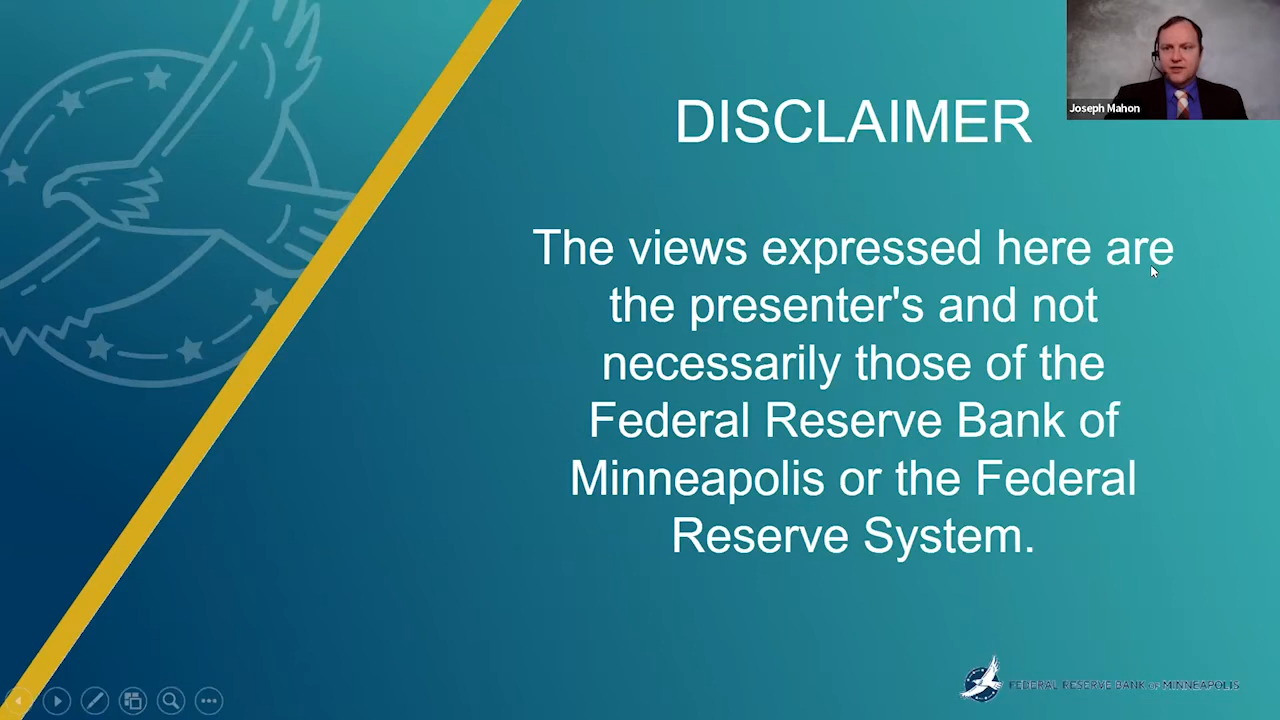 Joseph Mahon
DISCLAIMER
The views expressed here are
the presenter's and not
necessarily those of the
Federal Reserve Bank of
Minneapolis or the Federal
Reserve System.
FEDERAL RESERVE BANK OF MINNEAPOLIS